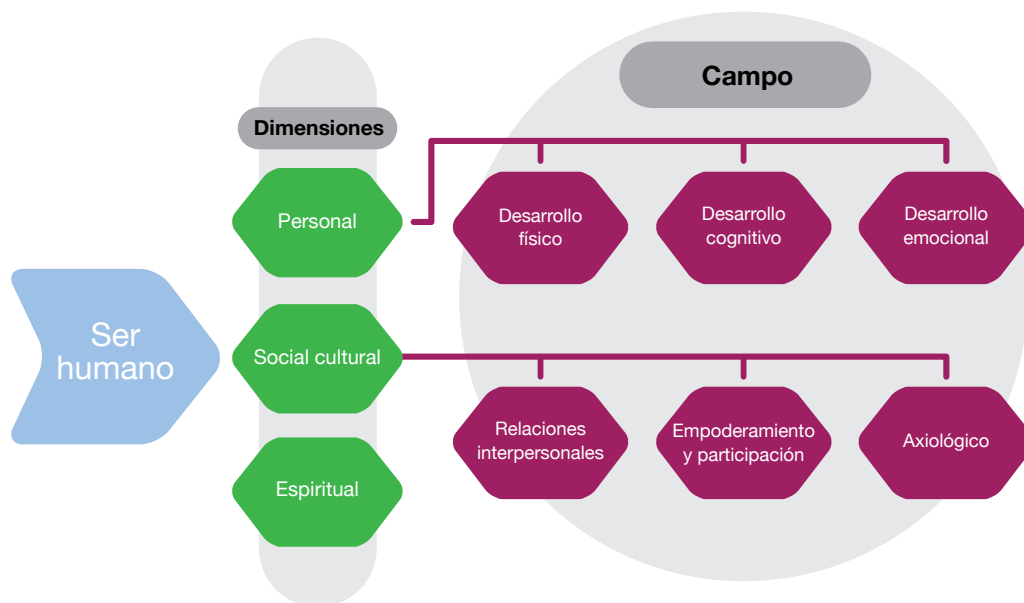 Campo
Dimensiones
Personal
Desarrollo
físico
Desarrollo
cognitivo
Desarrollo
emocional
Ser
humano
Social cultural
Relaciones
interpersonales
Empoderamiento
y participación
Axiológico
Espiritual